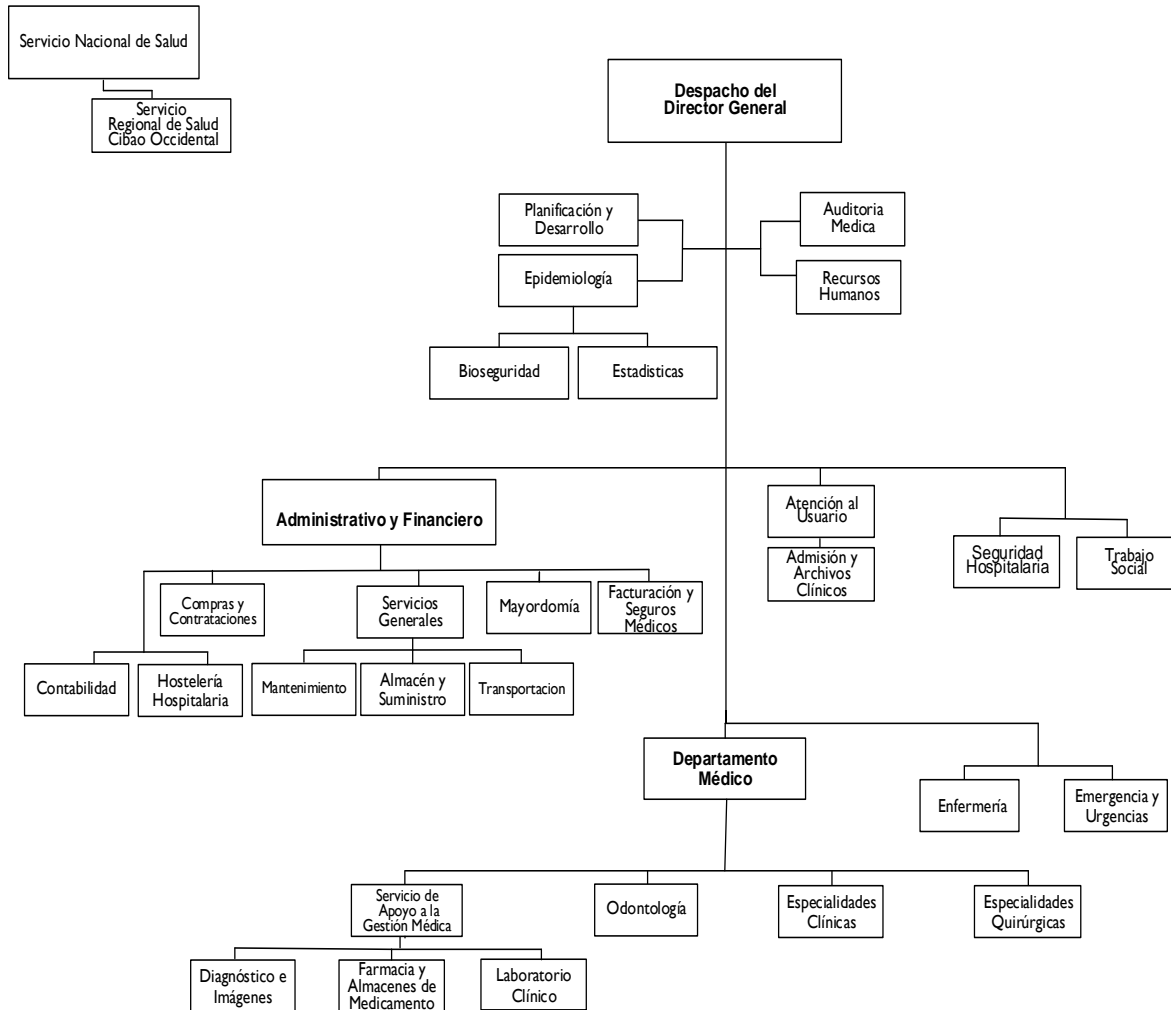 Servicio Nacional de Salud
Servicio
Regional de Salud
Cibao Occidental
Despacho del
Director General
Planificación y
Desarrollo
Auditoria
Medica
Epidemiología
Recursos
Humanos
Bioseguridad
Estadisticas
Administrativo y Financiero
Atención al
Usuario
Admisión y
Archivos
Clínicos
Seguridad
Hospitalaria
Trabajo
Social
Compras y
Contrataciones
Servicios
Generales
Mayordomía
Facturación y
Seguros
Médicos
Contabilidad
Hostelería
Hospitalaria
Mantenimiento
Almacén y
Suministro
Transportacion
Departamento
Médico
Enfermería
Emergencia y
Urgencias
Servicio de
Apoyo a la
Gestión Médica
Odontología
Especialidades
Clínicas
Especialidades
Quirúrgicas
Diagnóstico e
Imágenes
Farmacia y
Almacenes de
Medicamento
Laboratorio
Clínico